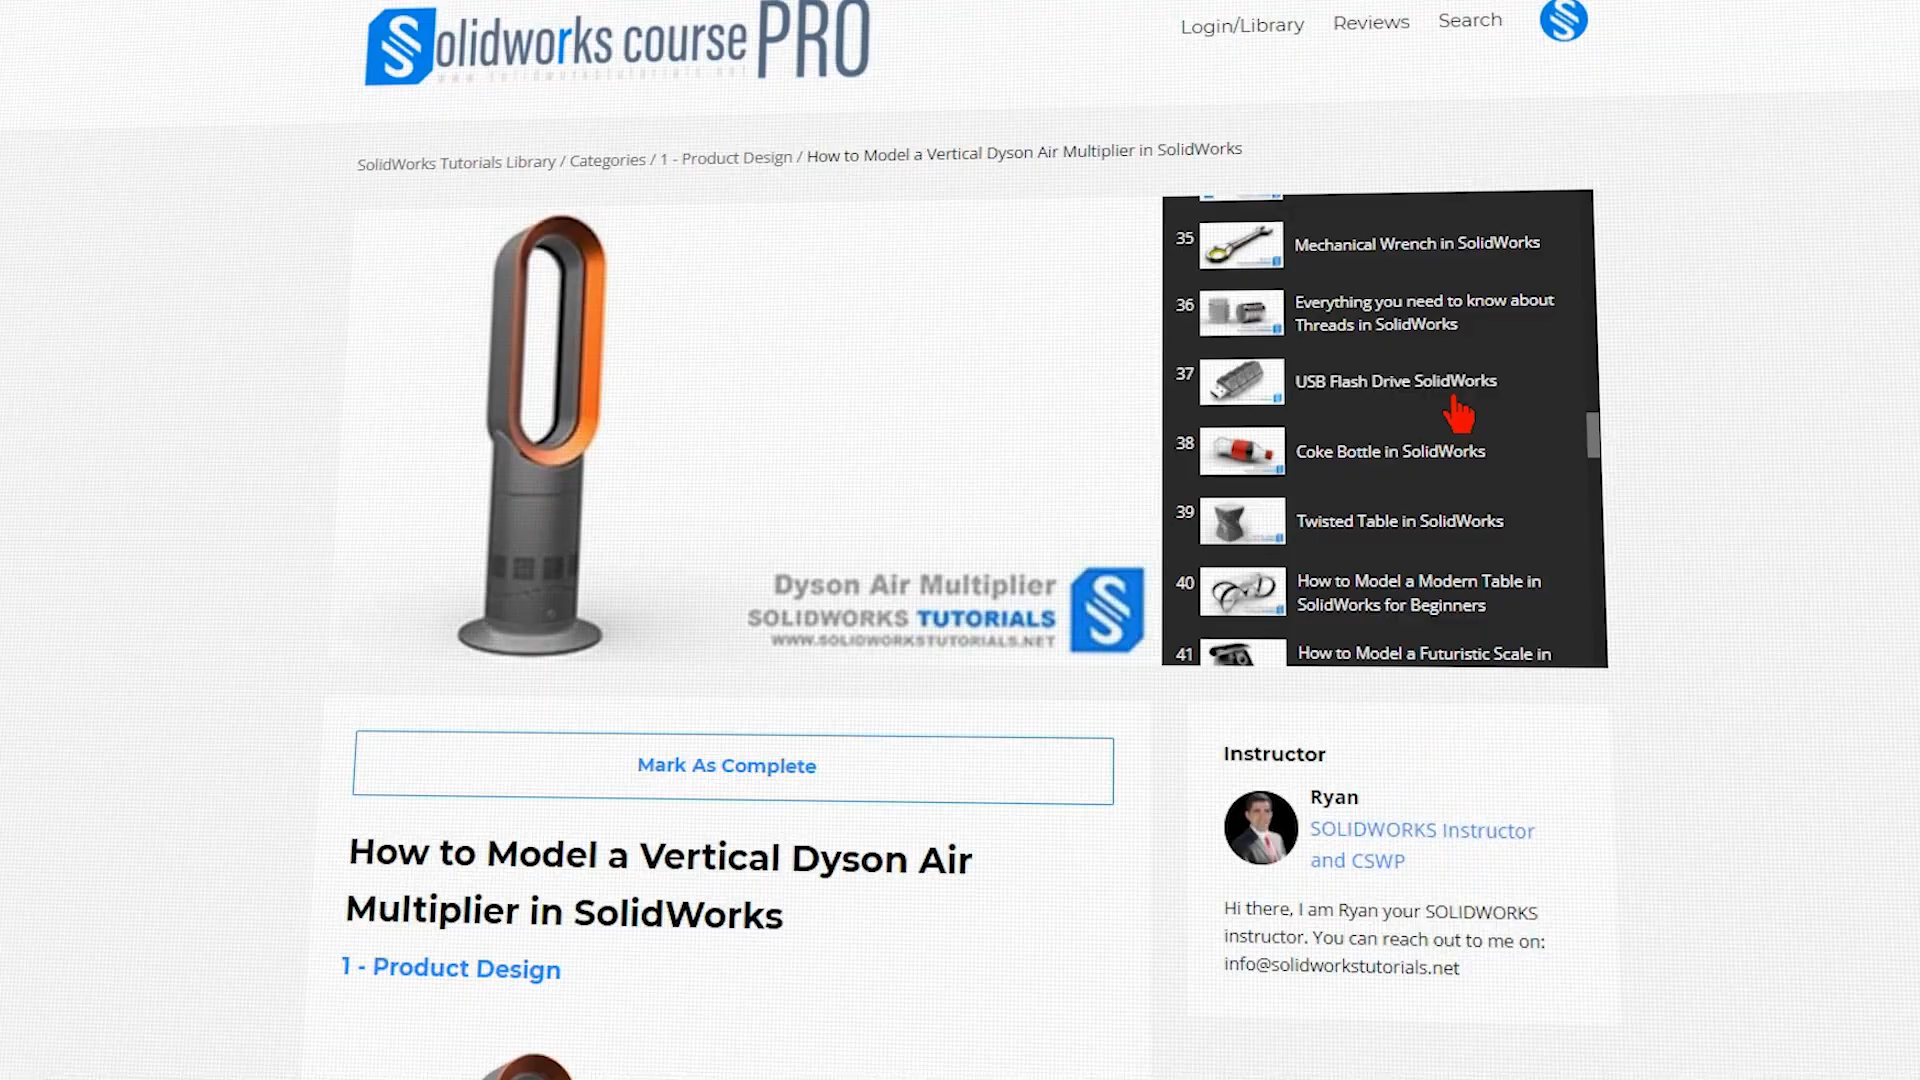 Solidworks course PRO
www.solidworkstutorials.net
Login/Library Reviews Search
SolidWorks Tutorials Library / Categories / 1 - Product Design / How to Model a Vertical Dyson Air Multiplier in SolidWorks
Dyson Air Multiplier
SOLIDWORKS TUTORIALS
WWW.SOLIDWORKSTUTORIALS.NET
35 Mechanical Wrench in SolidWorks
36 Everything you need to know about
Threads in SolidWorks
37 USB Flash Drive SolidWorks
38 Coke Bottle in SolidWorks
39 Twisted Table in SolidWorks
40 How to Model a Modern Table in
SolidWorks for Beginners
41 How to Model a Futuristic Scale in
Mark As Complete
How to Model a Vertical Dyson Air
Multiplier in SolidWorks
1 - Product Design
Instructor
Ryan
SOLIDWORKS Instructor
and CSWP
Hi there, I am Ryan your SOLIDWORKS
instructor. You can reach out to me on:
info@solidworkstutorials.net